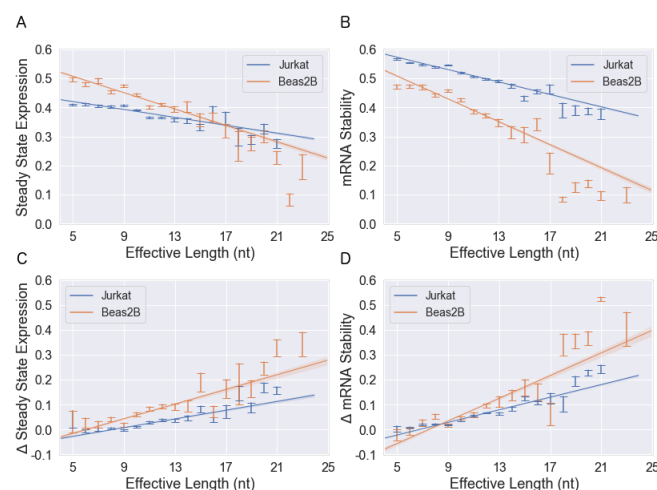 A
B
Steady State Expression
0.6
0.5
0.4
0.3
0.2
0.1
0.0
Jurkat
Beas2B
5 9 13 17 21 25
Effective Length (nt)
mRNA Stability
0.6
0.5
0.4
0.3
0.2
0.1
0.0
Jurkat
Beas2B
5 9 13 17 21 25
Effective Length (nt)
C
D
Δ Steady State Expression
0.6
0.5
0.4
0.3
0.2
0.1
0.0
-0.1
Jurkat
Beas2B
5 9 13 17 21 25
Effective Length (nt)
Δ mRNA Stability
0.6
0.5
0.4
0.3
0.2
0.1
0.0
-0.1
Jurkat
Beas2B
5 9 13 17 21 25
Effective Length (nt)